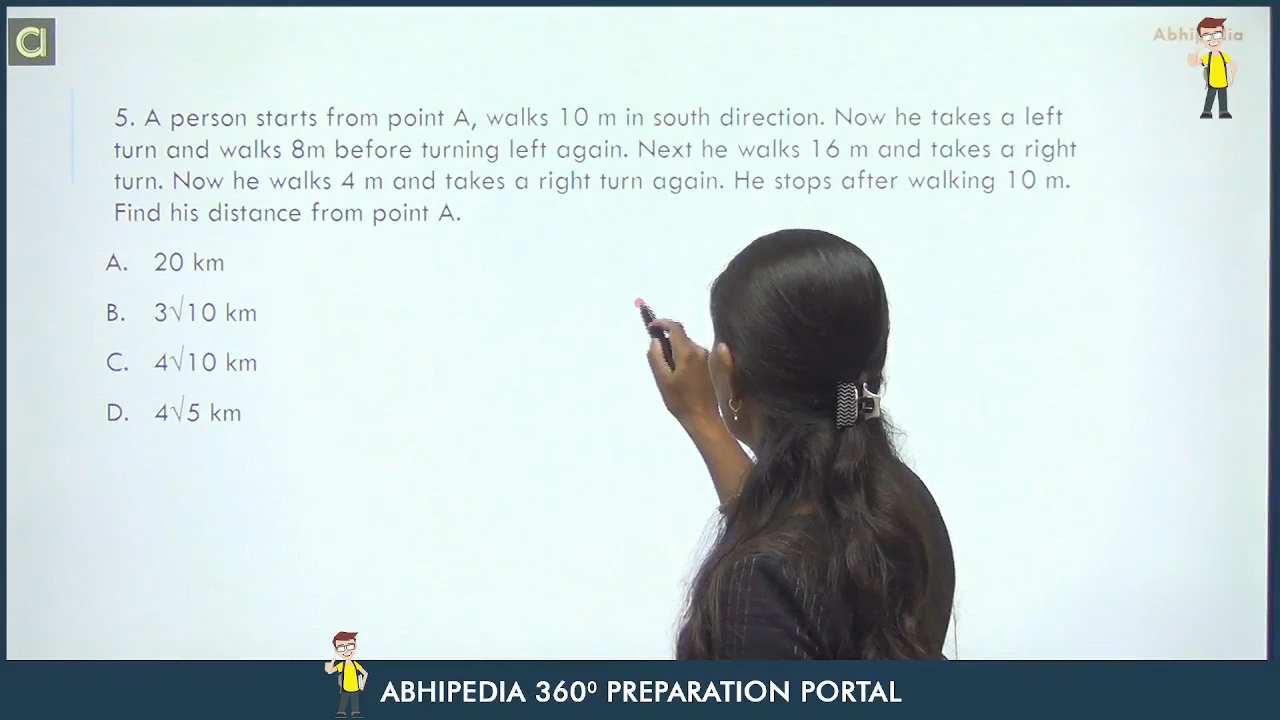 Abhipedia
5. A person starts from point A, walks 10 m in south direction. Now he takes a left
turn and walks 8m before turning left again. Next he walks 16 m and takes a right
turn. Now he walks 4 m and takes a right turn again. He stops after walking 10 m.
Find his distance from point A.
A. 20 km
B. 3√10 km
C. 4√10 km
D. 4√5 km
ABHIPEDIA 360⁰ PREPARATION PORTAL